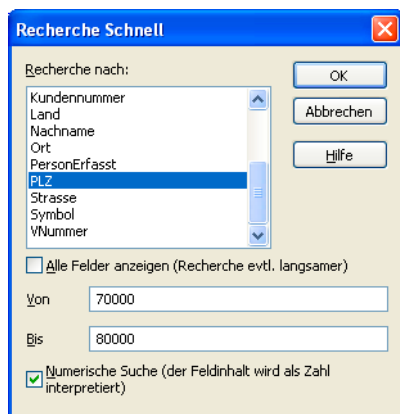 Recherche Schnell
Recherche nach:
Kundennummer
Land
Nachname
Ort
PersonErfasst
PLZ
Strasse
Symbol
VNummer
OK
Abbrechen
Hilfe
Alle Felder anzeigen (Recherche evtl. langsamer)
Von 70000
Bis 80000
Numerische Suche (der Feldinhalt wird als Zahl
interpretiert)